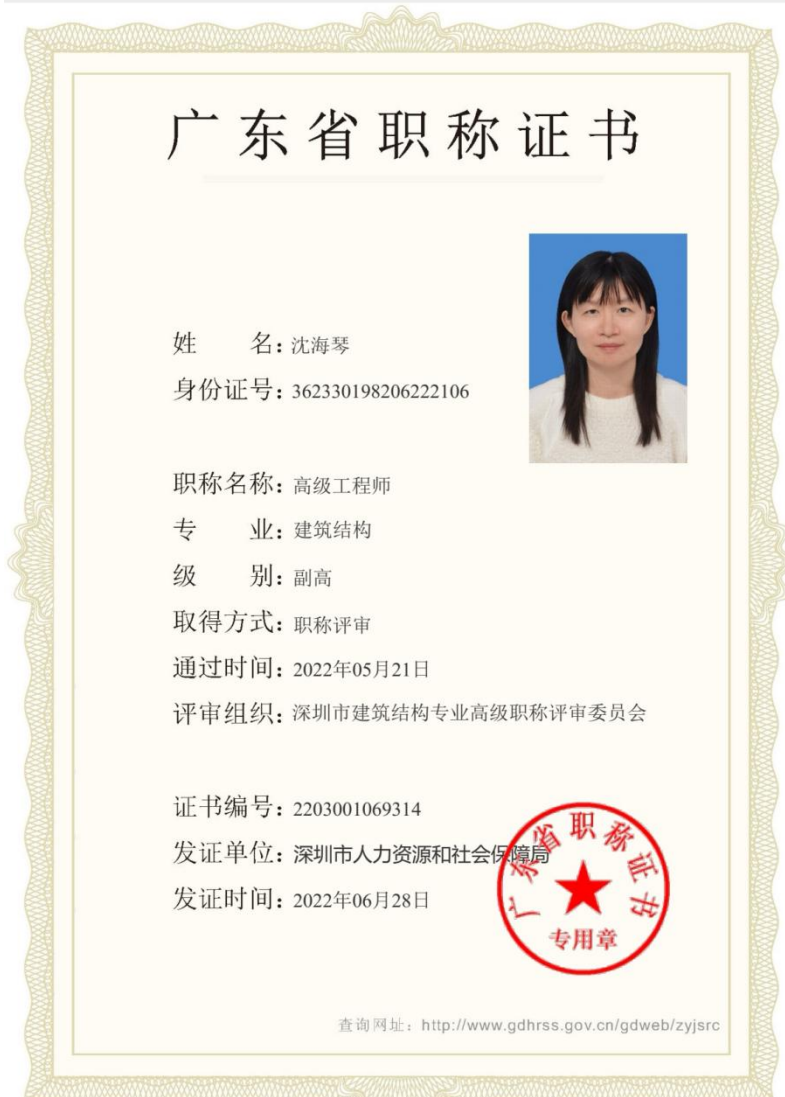 广东省职称证书
姓 名：沈海琴
身份证号：362330198206222106
职称名称：高级工程师
专 业：建筑结构
级 别：副高
取得方式：职称评审
通过时间：2022年05月21日
评审组织：深圳市建筑结构专业高级职称评审委员会
证书编号：2203001069314
发证单位：深圳市人力资源和社会保障局
发证时间：2022年06月28日
广东省职称证书
专用章
查询网址：http://www.gdhrss.gov.cn/gdweb/zyjsrc